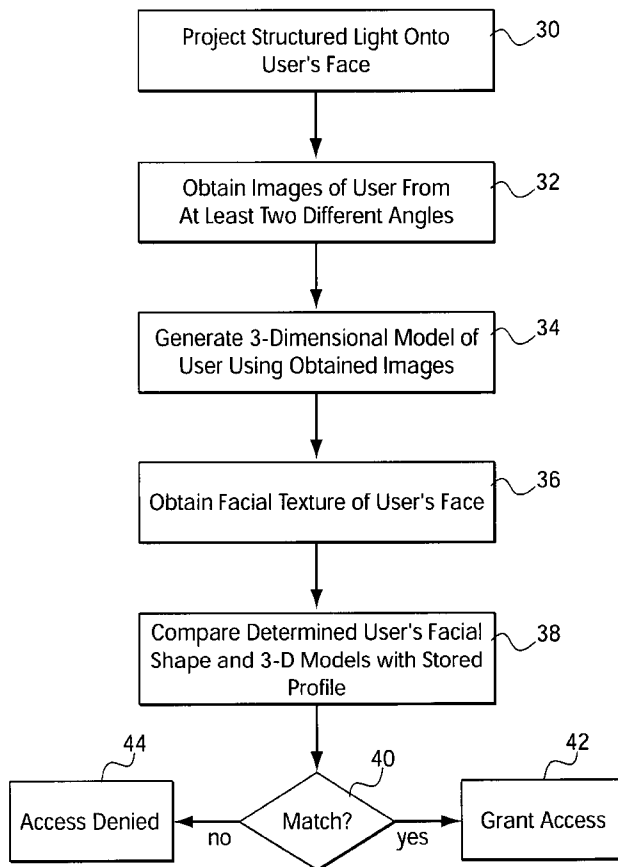 Project Structured Light Onto
User's Face
30
Obtain Images of User From
At Least Two Different Angles
32
Generate 3-Dimensional Model of
User Using Obtained Images
34
Obtain Facial Texture of User's Face
36
Compare Determined User's Facial
Shape and 3-D Models with Stored
Profile
38
44
40
42
Access Denied
no
Match?
yes
Grant Access